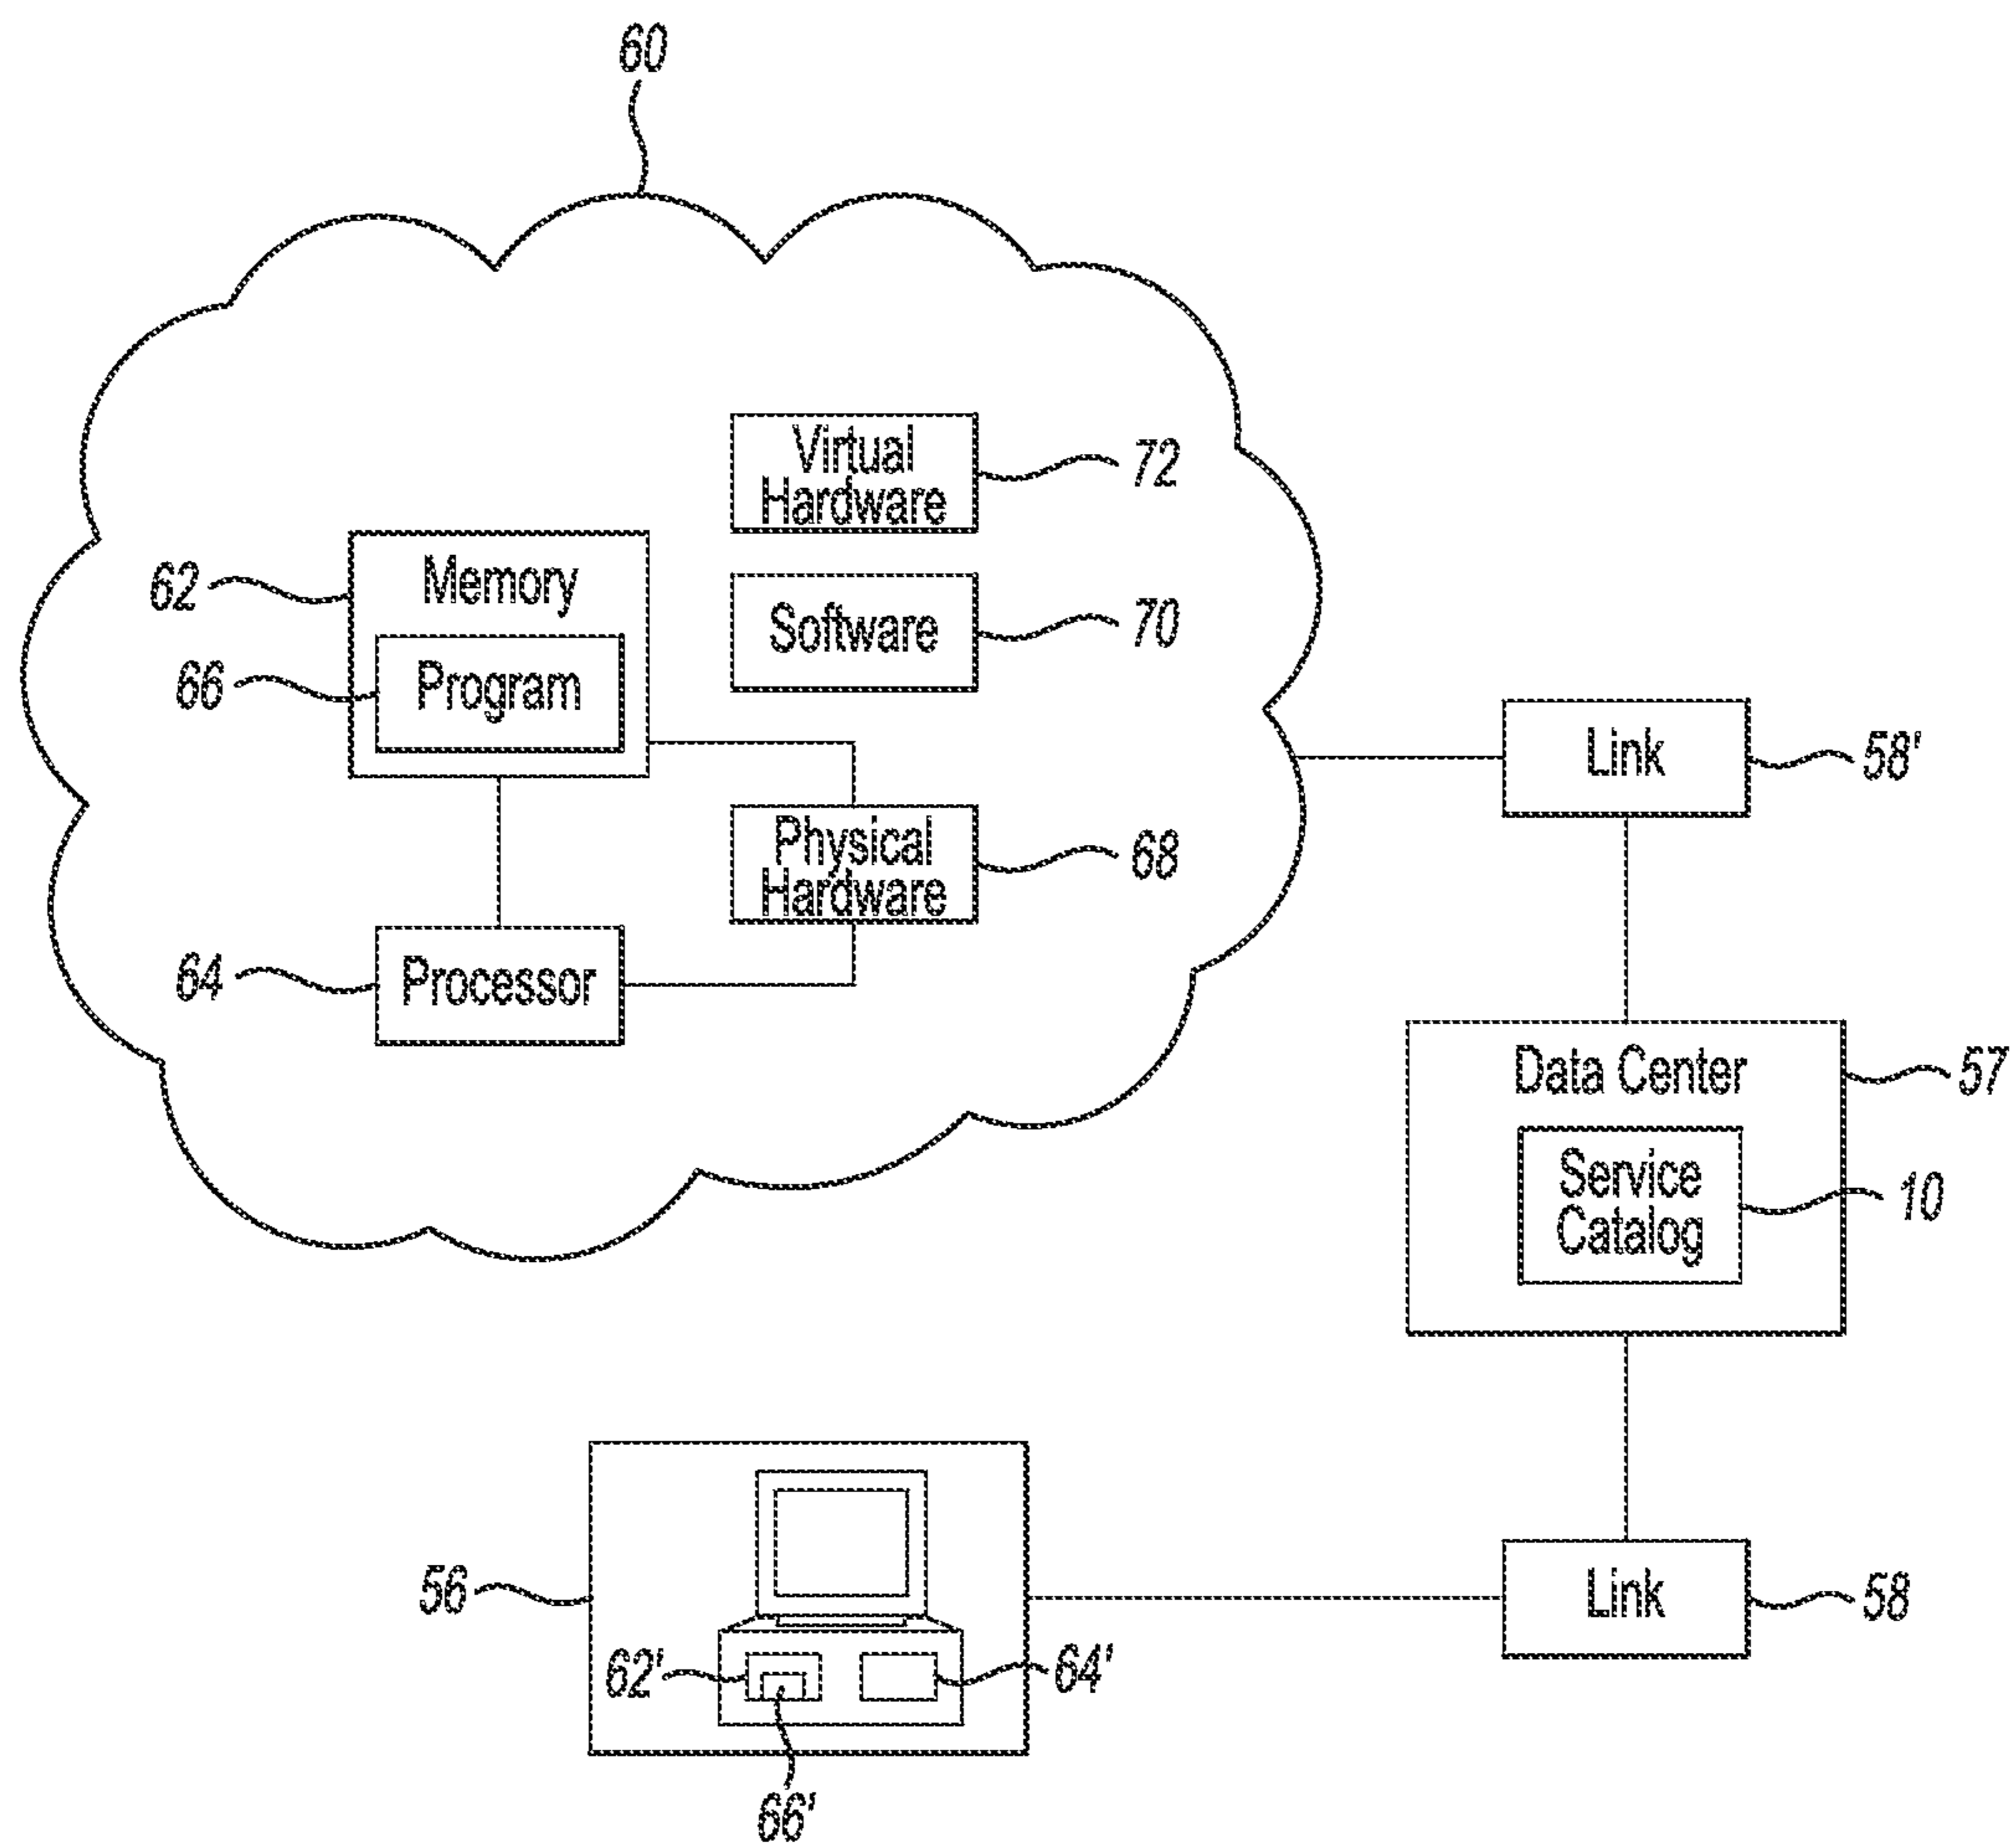 60
Virtual
Hardware
72
62
Memory
Software
70
66
Program
Link
58'
Physical
Hardware
68
64
Processor
Data Center
57
Service
Catalog
10
56
Link
58
62'
64'
66'